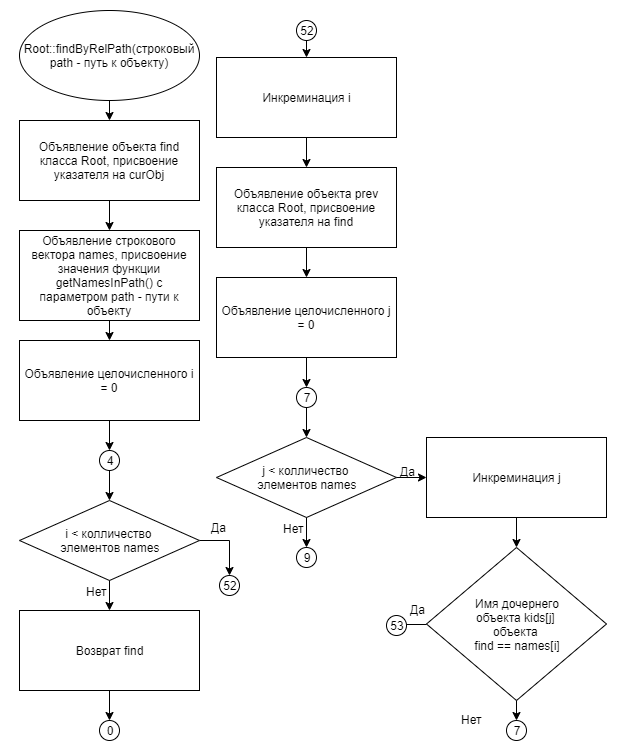 Root::findByRelPath(строковый
path - путь к объекту)
Объявление объекта find
класса Root, присвоение
указателя на curObj
Объявление строкового
вектора names, присвоение
значения функции
getNamesInPath() с
параметром path - пути к
объекту
Объявление целочисленного i
= 0
4
i < колличество
элементов names
Да
52
Нет
Возврат find
0
52
Инкреминация i
Объявление объекта prev
класса Root, присвоение
указателя на find
Объявление целочисленного j
= 0
7
j < колличество
элементов names
Да
Нет
9
Инкреминация j
Имя дочернего
объекта kids[j]
объекта
find == names[i]
Да
53
Нет
7